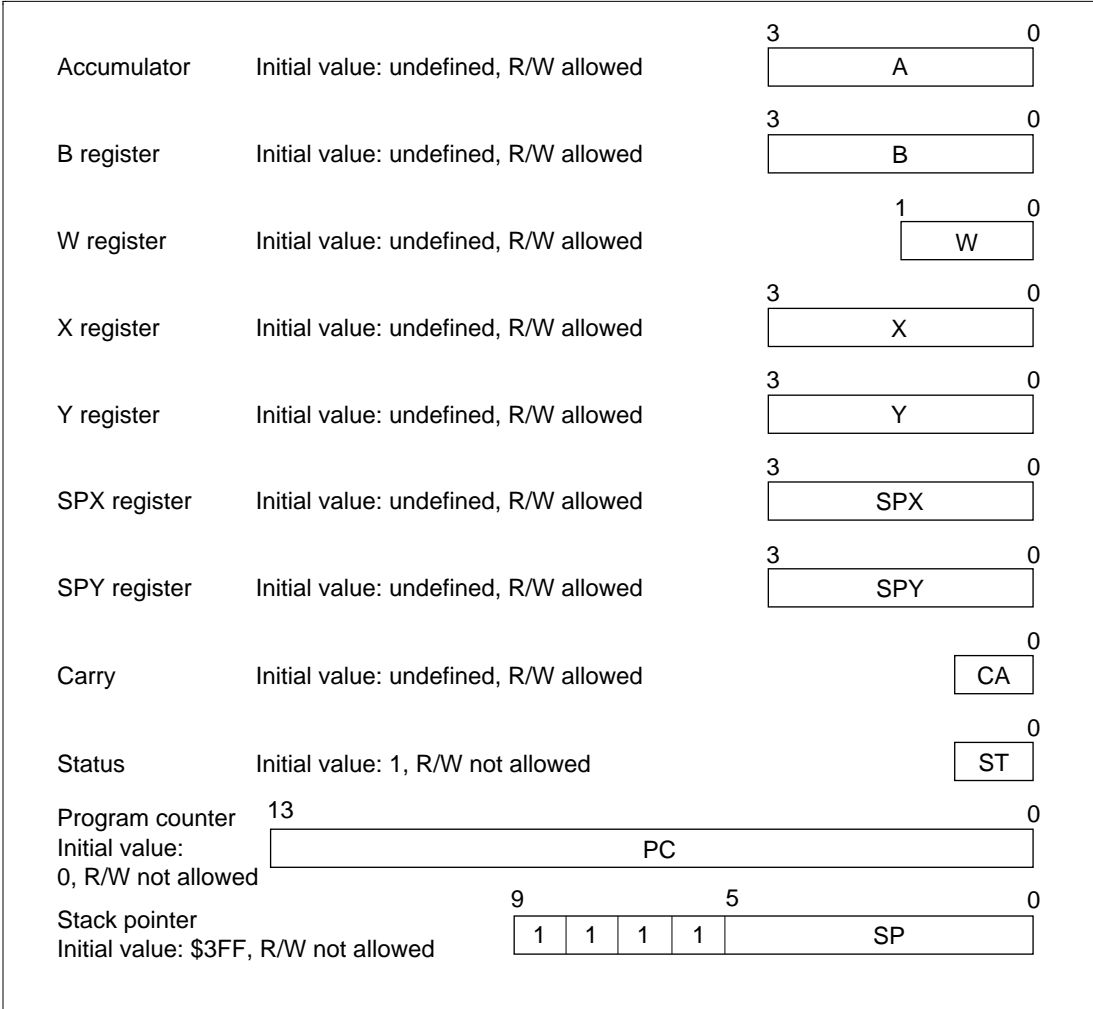 3 0
Accumulator Initial value: undefined, R/W allowed A
3 0
B register Initial value: undefined, R/W allowed B
1 0
W register Initial value: undefined, R/W allowed W
3 0
X register Initial value: undefined, R/W allowed X
3 0
Y register Initial value: undefined, R/W allowed Y
3 0
SPX register Initial value: undefined, R/W allowed SPX
3 0
SPY register Initial value: undefined, R/W allowed SPY
0
Carry Initial value: undefined, R/W allowed CA
0
Status Initial value: 1, R/W not allowed ST
Program counter 13 0
Initial value: PC
0, R/W not allowed
9 5 0
Stack pointer 1 1 1 1 SP
Initial value: $3FF, R/W not allowed